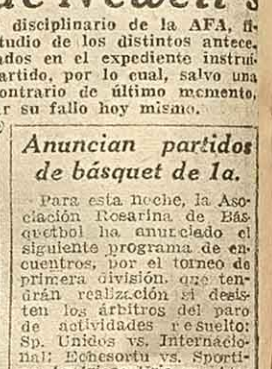 de Newell's
disciplinario de la AFA, fi-
tudio de los distintos antece,
ados en el expediente instruí
artido, por lo cual, salvo una
ontrario de último momento,
ar su fallo hoy mismo.
Anuncian partidos
de básquet de 1a.
Para esta noche, la Aso-
ciación Rosarina de Bás-
quetbol ha anunciado el
siguiente programa de en-
cuentros, por el torneo de
primera división, que ten-
drán realización si desis-
ten los árbitros del paro
de actividades resuelto:
Sp. Unidos vs. Internacio-
nal; Echesortu vs. Sporti-